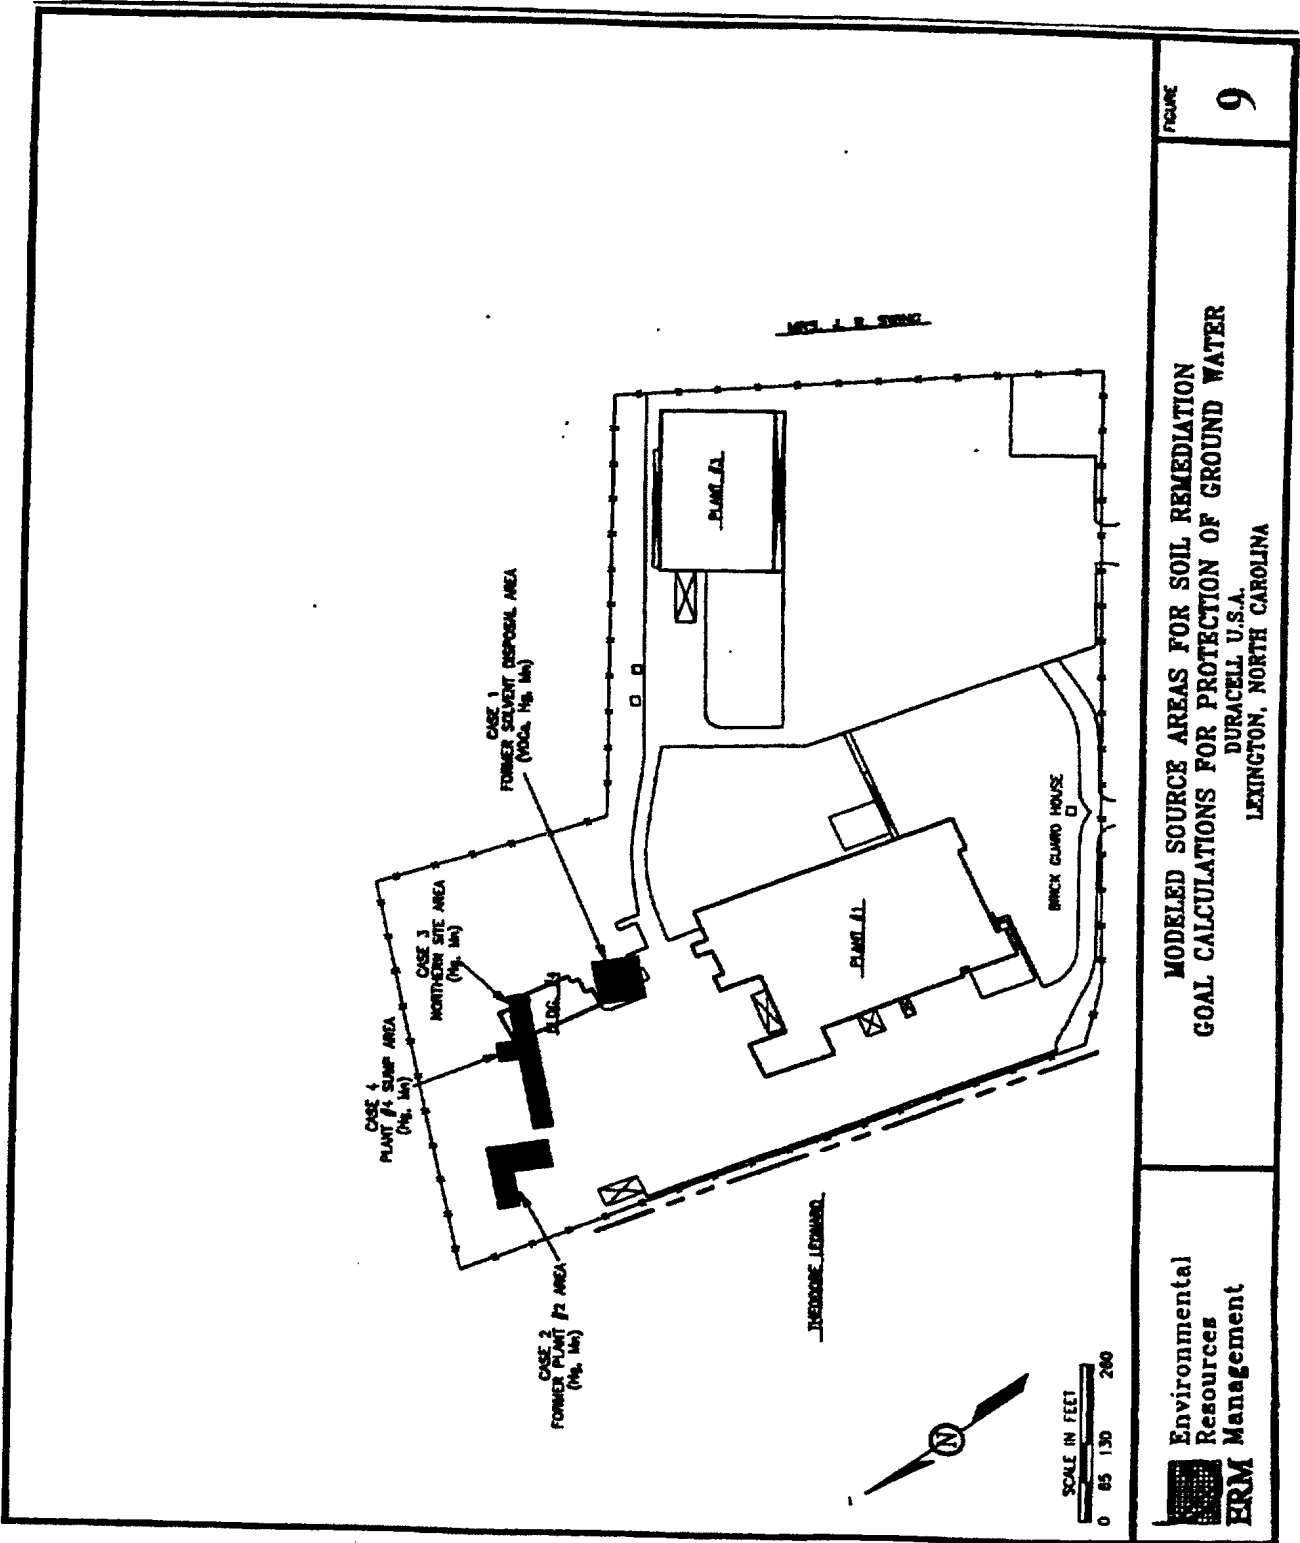 CASE 1
FORMER SOLVENT DISPOSAL AREA
(VOCs, Hg, Mn)
CASE 3
NORTHERN SITE AREA
(Hg, Mn)
CASE 4
PLANT #4 SUMP AREA
(Hg, Mn)
CASE 2
FORMER PLANT #2 AREA
(Hg, Mn)
BLDG.
PLANT #3
PLANT #1
BRICK GUARD HOUSE
THEODORE LEONARD
N
SCALE IN FEET
0 65 130 260
ERM
Environmental
Resources
Management
MODELED SOURCE AREAS FOR SOIL REMEDIATION
GOAL CALCULATIONS FOR PROTECTION OF GROUND WATER
DURACELL U.S.A.
LEXINGTON, NORTH CAROLINA
FIGURE
9